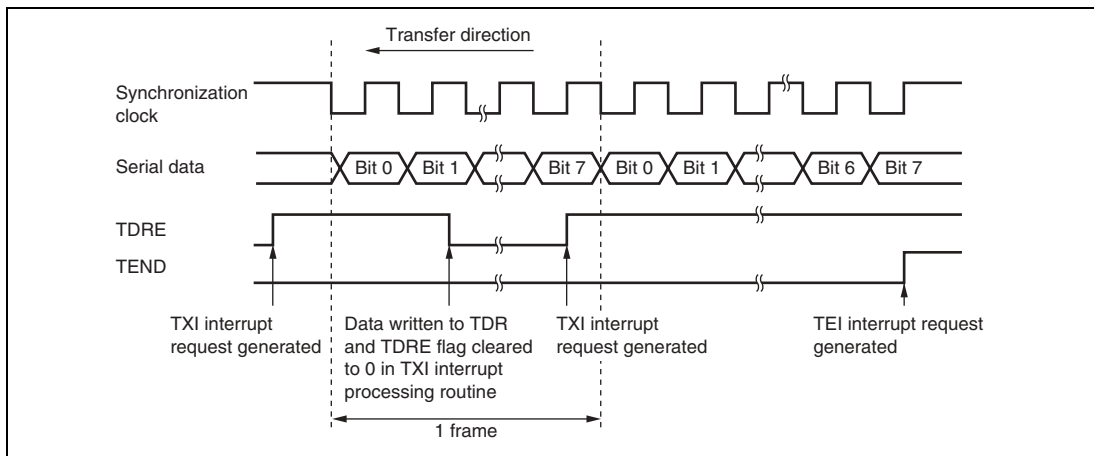 Transfer direction
Synchronization
clock
Serial data
Bit 0
Bit 1
Bit 7
Bit 0
Bit 1
Bit 6
Bit 7
TDRE
TEND
TXI interrupt
request generated
Data written to TDR
and TDRE flag cleared
to 0 in TXI interrupt
processing routine
TXI interrupt
request generated
TEI interrupt request
generated
1 frame